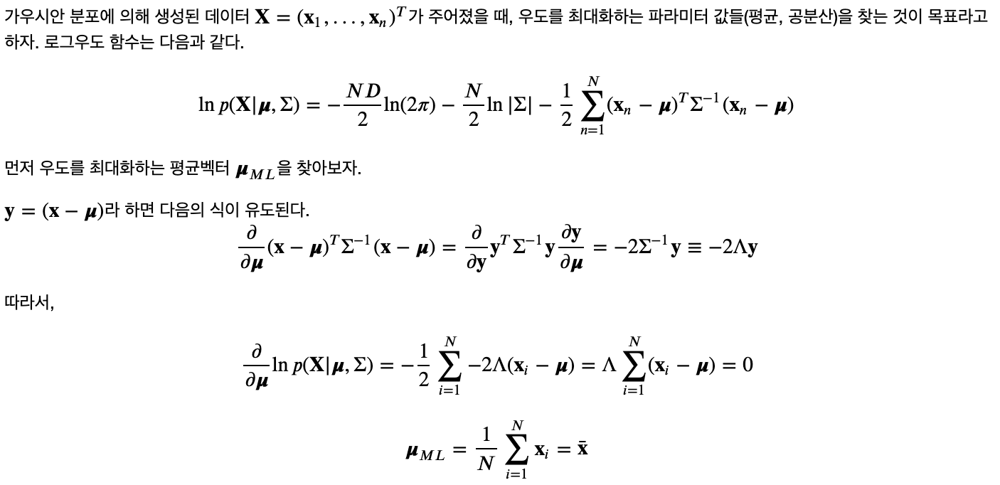 가우시안 분포에 의해 생성된 데이터 $\mathbf{X} = (\mathbf{x}_1, \ldots, \mathbf{x}_n)^T$가 주어졌을 때, 우도를 최대화하는 파라미터 값들(평균, 공분산)을 찾는 것이 목표라고
하자. 로그우도 함수는 다음과 같다.
$$\ln p(\mathbf{X}|\boldsymbol{\mu}, \Sigma) = -\frac{ND}{2}\ln(2\pi) - \frac{N}{2}\ln|\Sigma| - \frac{1}{2}\sum_{n=1}^{N}(\mathbf{x}_n - \boldsymbol{\mu})^T\Sigma^{-1}(\mathbf{x}_n - \boldsymbol{\mu})$$
먼저 우도를 최대화하는 평균벡터 $\boldsymbol{\mu}_{ML}$을 찾아보자.
$\mathbf{y} = (\mathbf{x} - \boldsymbol{\mu})$라 하면 다음의 식이 유도된다.
$$\frac{\partial}{\partial\boldsymbol{\mu}}(\mathbf{x} - \boldsymbol{\mu})^T\Sigma^{-1}(\mathbf{x} - \boldsymbol{\mu}) = \frac{\partial}{\partial\mathbf{y}}\mathbf{y}^T\Sigma^{-1}\mathbf{y}\frac{\partial\mathbf{y}}{\partial\boldsymbol{\mu}} = -2\Sigma^{-1}\mathbf{y} \equiv -2\Lambda\mathbf{y}$$
따라서,
$$\frac{\partial}{\partial\boldsymbol{\mu}}\ln p(\mathbf{X}|\boldsymbol{\mu}, \Sigma) = -\frac{1}{2}\sum_{i=1}^{N}-2\Lambda(\mathbf{x}_i - \boldsymbol{\mu}) = \Lambda\sum_{i=1}^{N}(\mathbf{x}_i - \boldsymbol{\mu}) = 0$$
$$\boldsymbol{\mu}_{ML} = \frac{1}{N}\sum_{i=1}^{N}\mathbf{x}_i = \bar{\mathbf{x}}$$